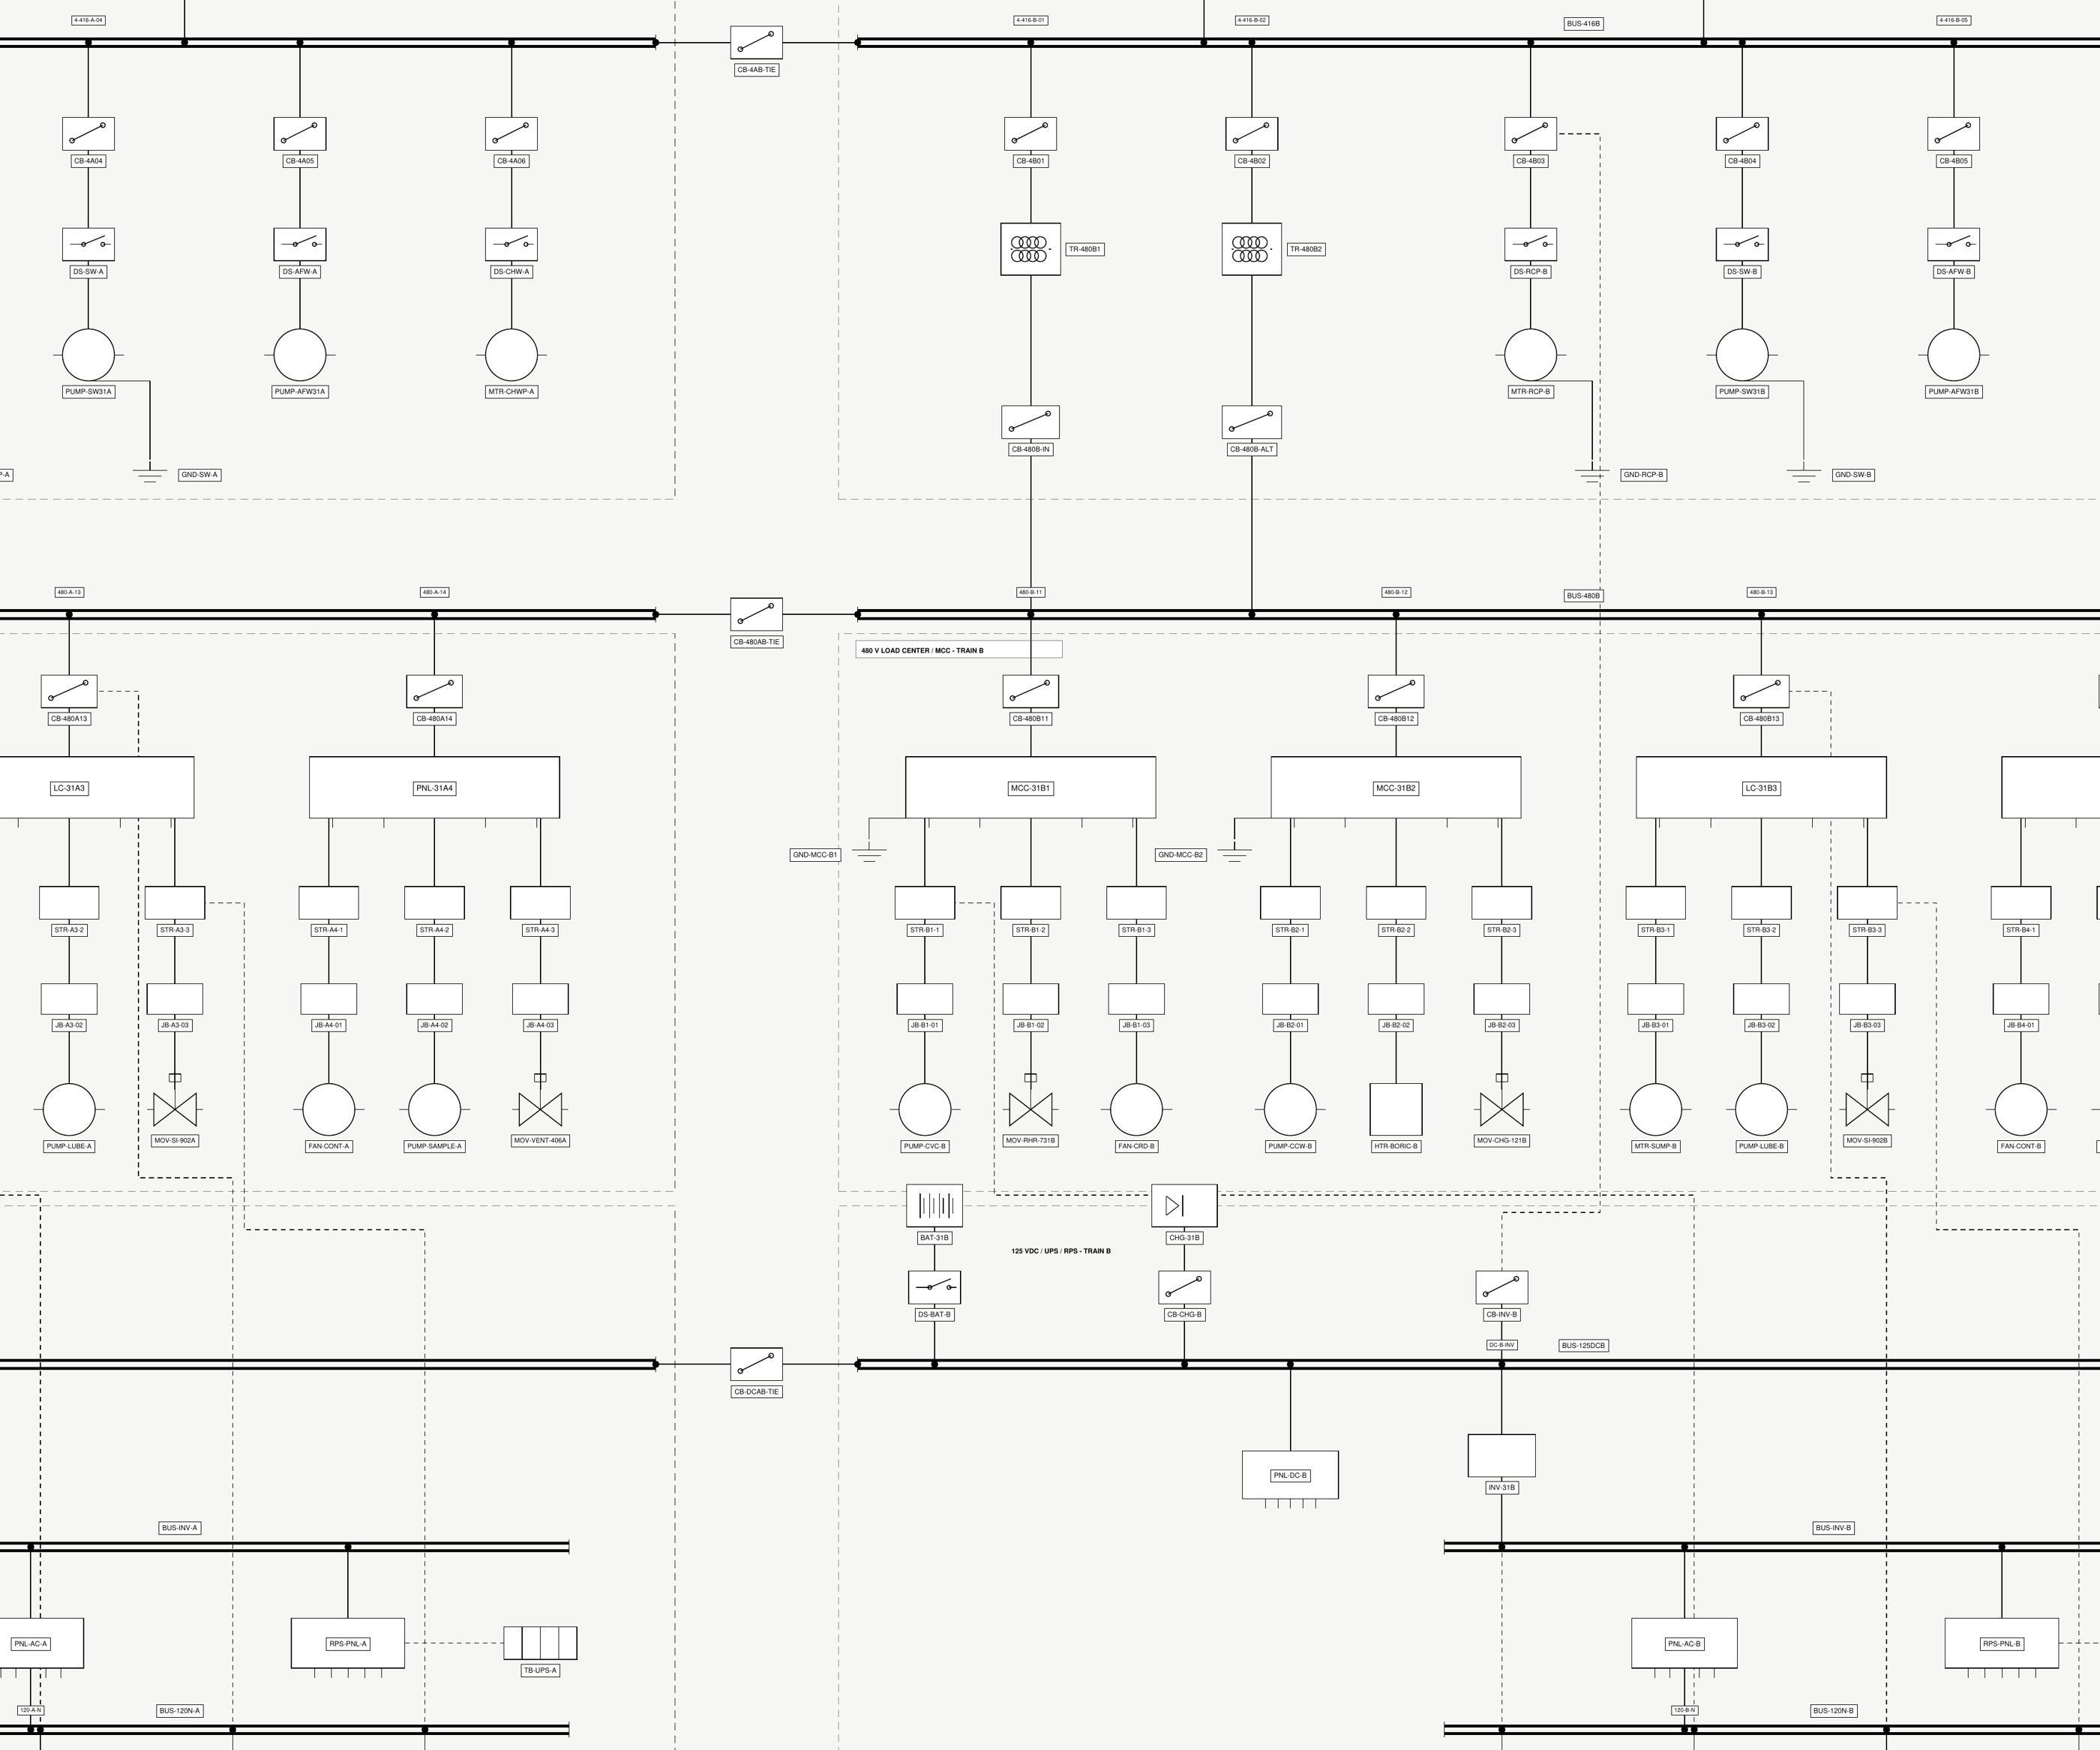 4-416-A-04
4-416-B-01
4-416-B-02
BUS-416B
4-416-B-05
CB-4AB-TIE
CB-4A04
CB-4A05
CB-4A06
CB-4B01
CB-4B02
CB-4B03
CB-4B04
CB-4B05
TR-480B1
TR-480B2
DS-SW-A
DS-AFW-A
DS-CHW-A
DS-RCP-B
DS-SW-B
DS-AFW-B
PUMP-SW31A
PUMP-AFW31A
MTR-CHWP-A
MTR-RCP-B
PUMP-SW31B
PUMP-AFW31B
CB-480B-IN
CB-480B-ALT
P-A
GND-SW-A
GND-RCP-B
GND-SW-B
480-A-13
480-A-14
480-B-11
480-B-12
BUS-480B
480-B-13
CB-480AB-TIE
480 V LOAD CENTER / MCC - TRAIN B
CB-480A13
CB-480A14
CB-480B11
CB-480B12
CB-480B13
LC-31A3
PNL-31A4
MCC-31B1
MCC-31B2
LC-31B3
GND-MCC-B1
GND-MCC-B2
STR-A3-2
STR-A3-3
STR-A4-1
STR-A4-2
STR-A4-3
STR-B1-1
STR-B1-2
STR-B1-3
STR-B2-1
STR-B2-2
STR-B2-3
STR-B3-1
STR-B3-2
STR-B3-3
STR-B4-1
JB-A3-02
JB-A3-03
JB-A4-01
JB-A4-02
JB-A4-03
JB-B1-01
JB-B1-02
JB-B1-03
JB-B2-01
JB-B2-02
JB-B2-03
JB-B3-01
JB-B3-02
JB-B3-03
JB-B4-01
PUMP-LUBE-A
MOV-SI-902A
FAN-CONT-A
PUMP-SAMPLE-A
MOV-VENT-406A
PUMP-CVC-B
MOV-RHR-731B
FAN-CRD-B
PUMP-CCW-B
HTR-BORIC-B
MOV-CHG-121B
MTR-SUMP-B
PUMP-LUBE-B
MOV-SI-902B
FAN-CONT-B
BAT-31B
CHG-31B
125 VDC / UPS / RPS - TRAIN B
DS-BAT-B
CB-CHG-B
CB-INV-B
DC-B-INV
BUS-125DCB
CB-DCAB-TIE
PNL-DC-B
INV-31B
BUS-INV-A
BUS-INV-B
PNL-AC-A
RPS-PNL-A
TB-UPS-A
PNL-AC-B
RPS-PNL-B
120-A-N
BUS-120N-A
120-B-N
BUS-120N-B